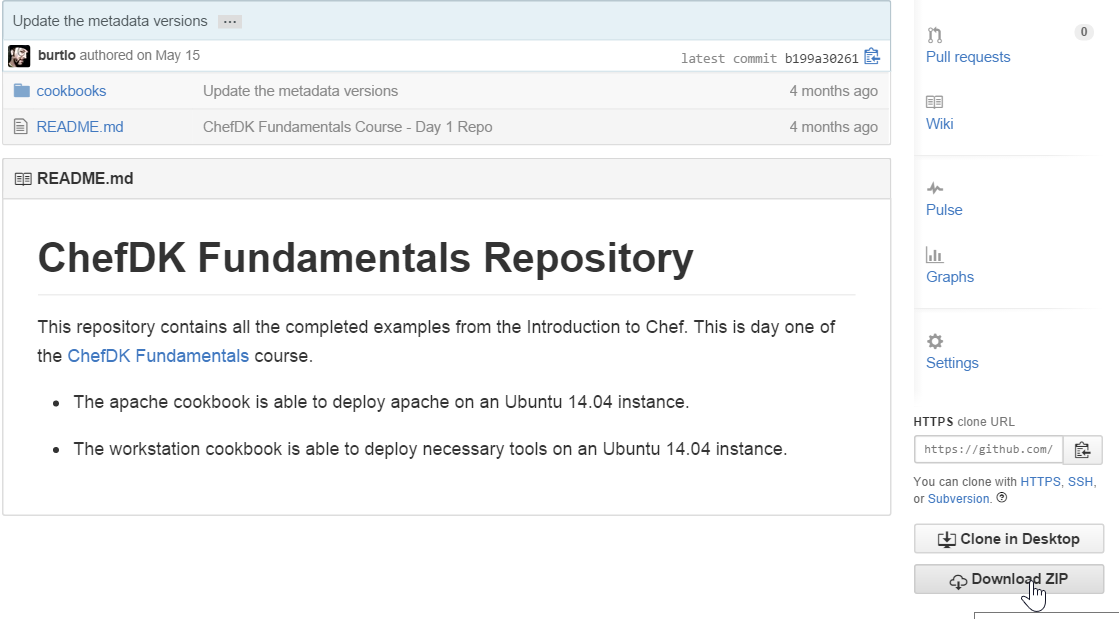 Update the metadata versions ...
burtlo authored on May 15
latest commit b199a30261
cookbooks Update the metadata versions 4 months ago
README.md ChefDK Fundamentals Course - Day 1 Repo 4 months ago
README.md
ChefDK Fundamentals Repository
This repository contains all the completed examples from the Introduction to Chef. This is day one of
the ChefDK Fundamentals course.
• The apache cookbook is able to deploy apache on an Ubuntu 14.04 instance.
• The workstation cookbook is able to deploy necessary tools on an Ubuntu 14.04 instance.
0
Pull requests
Wiki
Pulse
Graphs
Settings
HTTPS clone URL
https://github.com/
You can clone with HTTPS, SSH,
or Subversion.
Clone in Desktop
Download ZIP